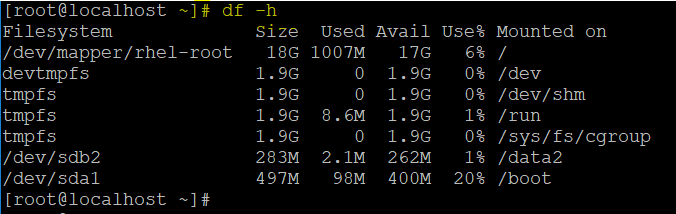 [root@localhost ~]# df -h
Filesystem             Size  Used Avail Use% Mounted on
/dev/mapper/rhel-root   18G 1007M   17G   6% /
devtmpfs               1.9G     0  1.9G   0% /dev
tmpfs                  1.9G     0  1.9G   0% /dev/shm
tmpfs                  1.9G  8.6M  1.9G   1% /run
tmpfs                  1.9G     0  1.9G   0% /sys/fs/cgroup
/dev/sdb2              283M  2.1M  262M   1% /data2
/dev/sda1              497M   98M  400M  20% /boot
[root@localhost ~]#